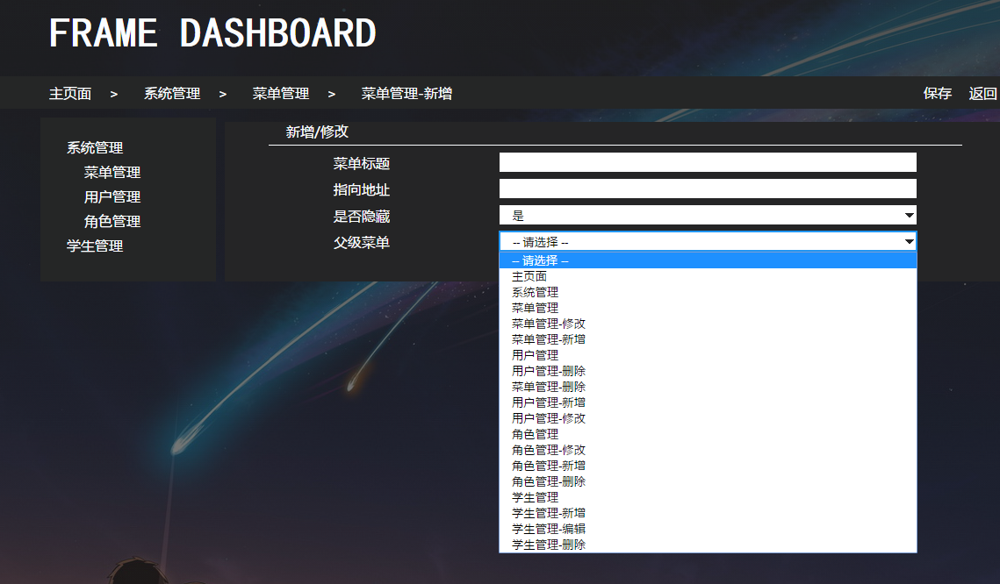 FRAME DASHBOARD
主页面 > 系统管理 > 菜单管理 > 菜单管理-新增 保存 返回
系统管理
菜单管理
用户管理
角色管理
学生管理
新增/修改
菜单标题
指向地址
是否隐藏 是
父级菜单 -- 请选择 --
-- 请选择 --
主页面
系统管理
菜单管理
菜单管理-修改
菜单管理-新增
用户管理
用户管理-删除
菜单管理-删除
用户管理-新增
用户管理-修改
角色管理
角色管理-修改
角色管理-新增
角色管理-删除
学生管理
学生管理-新增
学生管理-编辑
学生管理-删除